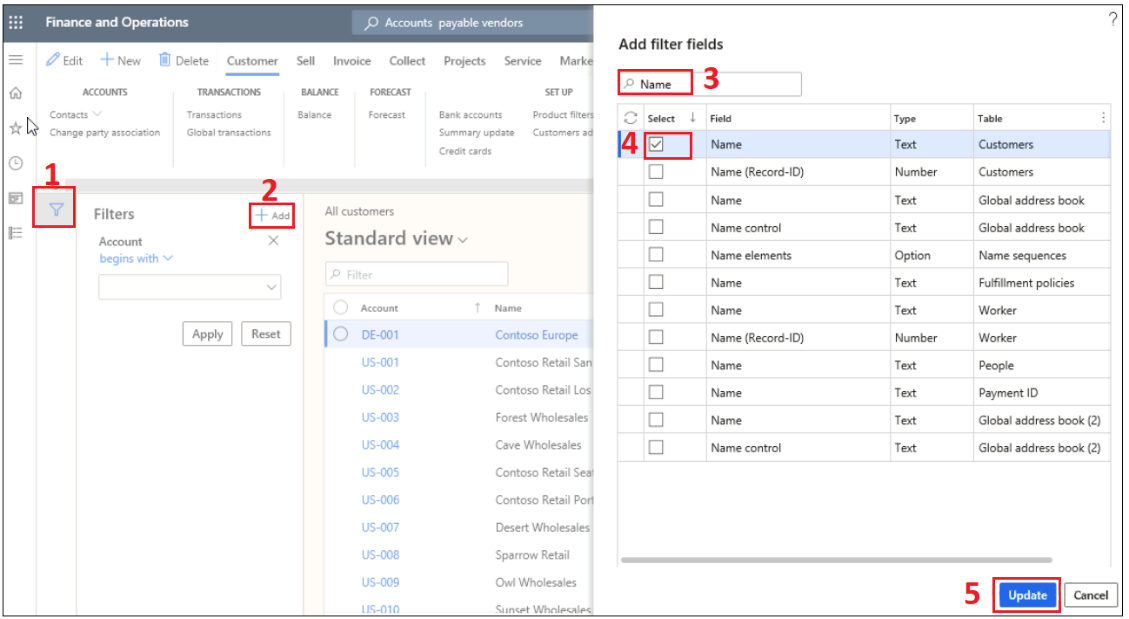 Finance and Operations
Accounts payable vendors
Edit New Delete Customer Sell Invoice Collect Projects Service Marke
ACCOUNTS TRANSACTIONS BALANCE FORECAST SET UP
Contacts Transactions Balance Forecast Bank accounts Product filters
Change party association Global transactions Summary update Customers ad
Credit cards
1
2
Filters
+ Add
Account
begins with
Apply Reset
All customers
Standard view
Filter
Account Name
DE-001 Contoso Europe
US-001 Contoso Retail San
US-002 Contoso Retail Los
US-003 Forest Wholesales
US-004 Cave Wholesales
US-005 Contoso Retail Sea
US-006 Contoso Retail Port
US-007 Desert Wholesales
US-008 Sparrow Retail
US-009 Owl Wholesales
US-010 Sunset Wholesales
?
Add filter fields
Name 3
Select Field Type Table
4 Name Text Customers
Name (Record-ID) Number Customers
Name Text Global address book
Name control Text Global address book
Name elements Option Name sequences
Name Text Fulfillment policies
Name Text Worker
Name (Record-ID) Number Worker
Name Text People
Name Text Payment ID
Name Text Global address book (2)
Name control Text Global address book (2)
5 Update Cancel